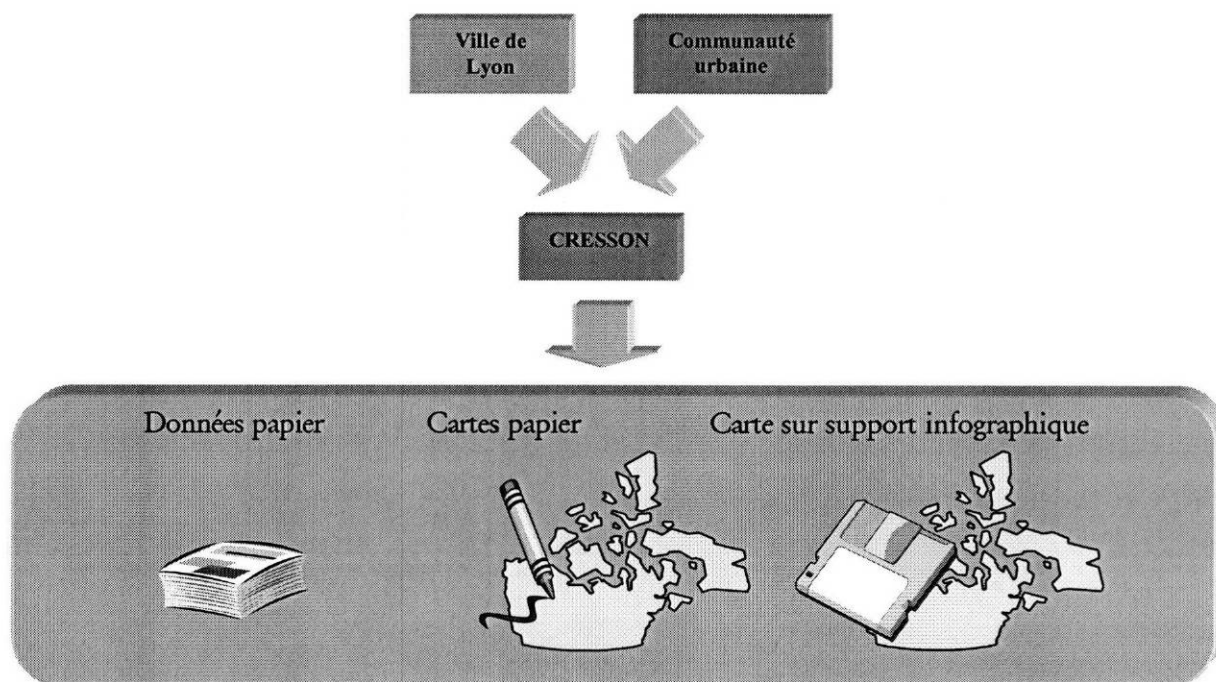 Ville de
Lyon
Communauté
urbaine
CRESSON
Données papier
Cartes papier
Carte sur support infographique